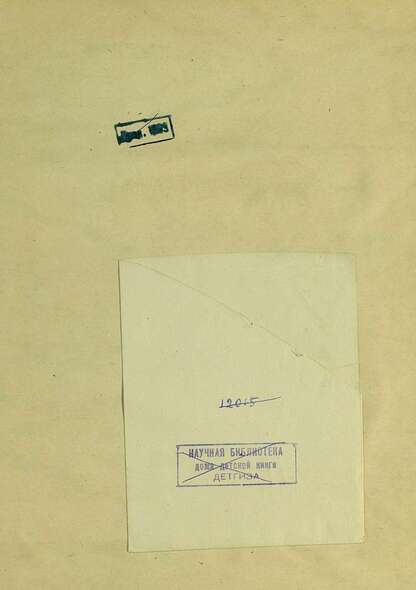 12015
НАУЧНАЯ БИБЛИОТЕКА
ДОМА ДЕТСКОЙ КНИГИ
ДЕТГИЗА